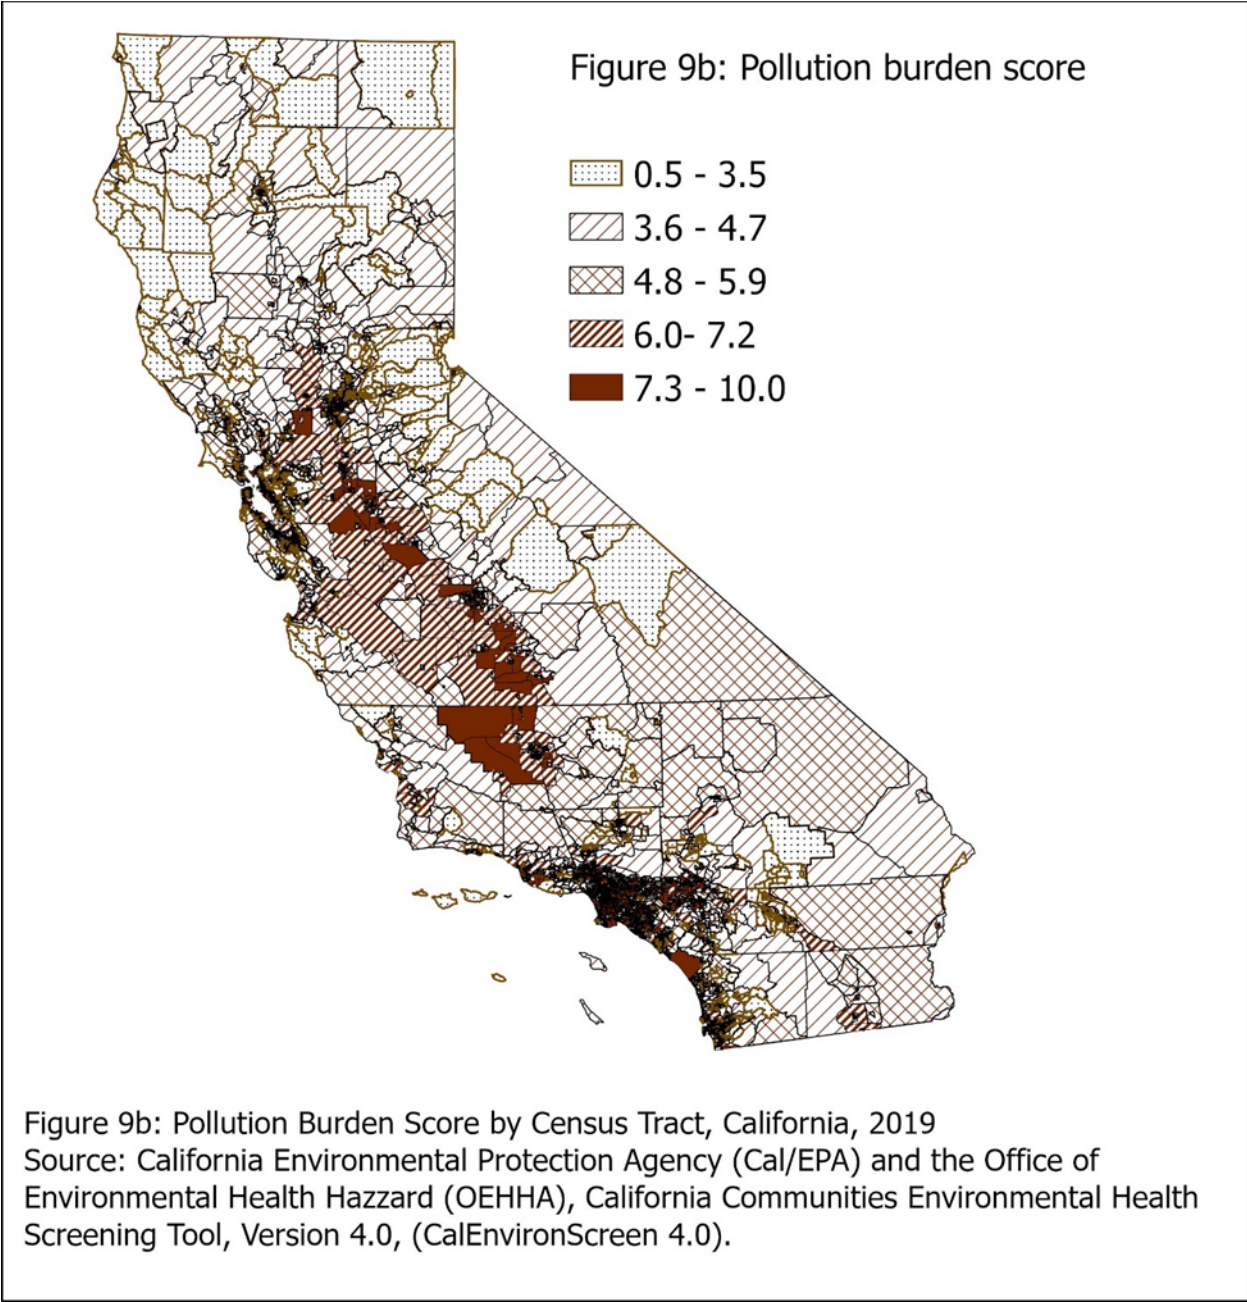 Figure 9b: Pollution burden score
0.5 - 3.5
3.6 - 4.7
4.8 - 5.9
6.0- 7.2
7.3 - 10.0
Figure 9b: Pollution Burden Score by Census Tract, California, 2019
Source: California Environmental Protection Agency (Cal/EPA) and the Office of
Environmental Health Hazzard (OEHHA), California Communities Environmental Health
Screening Tool, Version 4.0, (CalEnvironScreen 4.0).